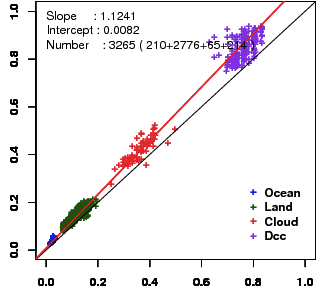 Slope : 1.1241
Intercept : 0.0082
Number : 3265 ( 210+2776+65+214 )
1.0
0.8
0.6
0.4
0.2
0.0
Ocean
Land
Cloud
Dcc
0.0 0.2 0.4 0.6 0.8 1.0